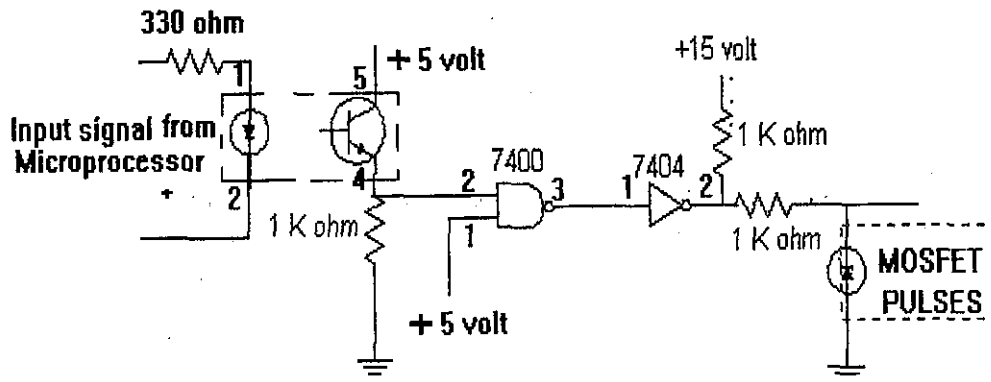 330 ohm
1
5
+ 5 volt
+15 volt
Input signal from
Microprocessor
+
2
4
1 K ohm
7400
2
3
1
7404
1
2
1 K ohm
1 K ohm
+ 5 volt
MOSFET
PULSES